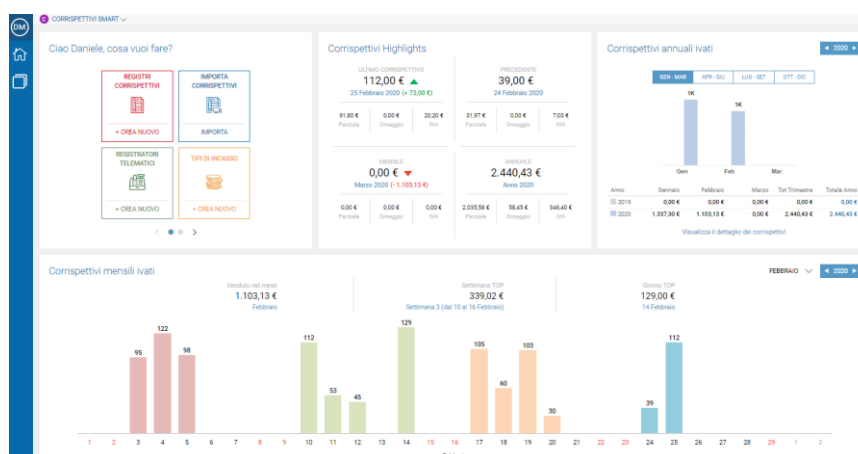 DM
C CORRISPETTIVI SMART
Ciao Daniele, cosa vuoi fare?
REGISTRI CORRISPETTIVI
+ CREA NUOVO
IMPORTA CORRISPETTIVI
IMPORTA
REGISTRATORI TELEMATICI
+ CREA NUOVO
TIPI DI INCASSO
+ CREA NUOVO
Corrispettivi Highlights
ULTIMO CORRISPETTIVO
112,00 €
25 Febbraio 2020 (+ 73,00 €)
91,80 € 0,00 € 20,20 €
Parziale Omaggio IVA
PRECEDENTE
39,00 €
24 Febbraio 2020
31,97 € 0,00 € 7,03 €
Parziale Omaggio IVA
MENSILE
0,00 €
Marzo 2020 (- 1.103,13 €)
0,00 € 0,00 € 0,00 €
Parziale Omaggio IVA
ANNUALE
2.440,43 €
Anno 2020
2.035,58 € 58,45 € 346,40 €
Parziale Omaggio IVA
Corrispettivi annuali ivati
2020
GEN - MAR APR - GIU LUG - SET OTT - DIC
1K
1K
Gen Feb Mar
Anno Gennaio Febbraio Marzo Tot Trimestre Totale Anno
2019 0,00 € 0,00 € 0,00 € 0,00 € 0,00 €
2020 1.337,30 € 1.103,13 € 0,00 € 2.440,43 € 2.440,43 €
Visualizza il dettaglio dei corrispettivi
Corrispettivi mensili ivati
FEBBRAIO 2020
Venduto nel mese
1.103,13 €
Febbraio
Settimana TOP
339,02 €
Settimana 3 (dal 10 al 16 Febbraio)
Giorno TOP
129,00 €
14 Febbraio
95 122 98 112 53 45 129 105 60 103 30 39 112
1 2 3 4 5 6 7 8 9 10 11 12 13 14 15 16 17 18 19 20 21 22 23 24 25 26 27 28 29 1 2